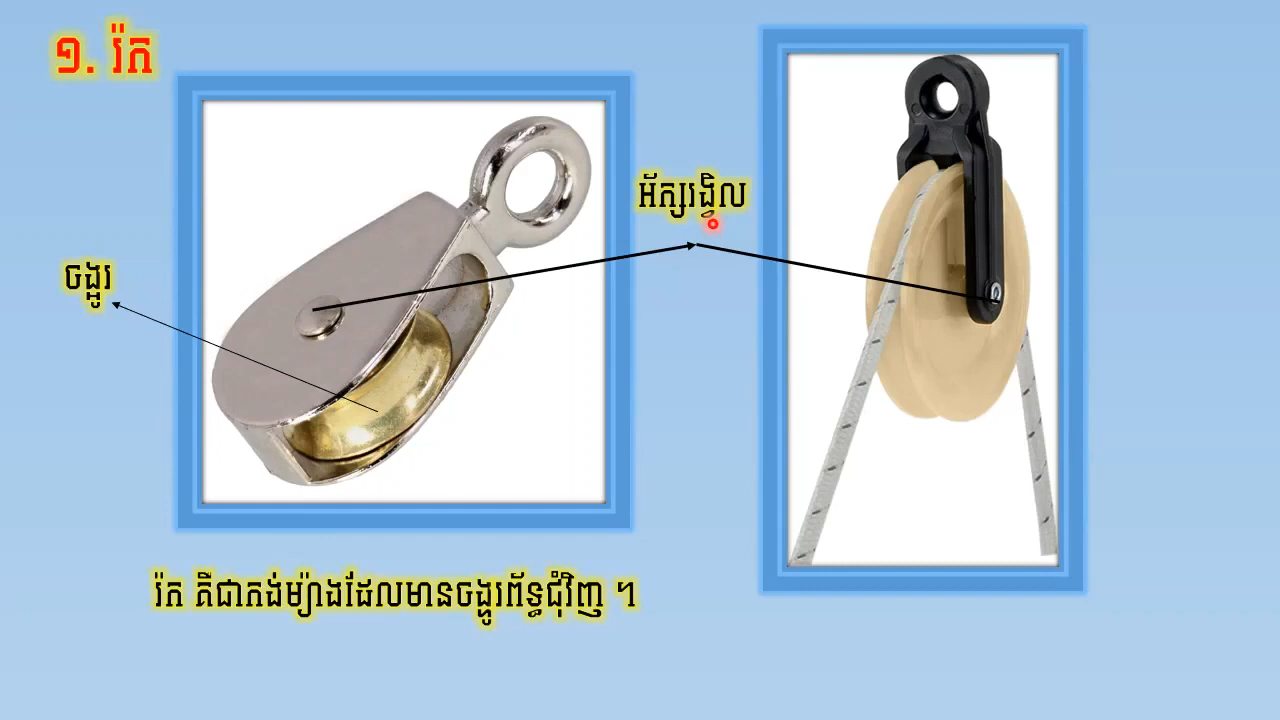 ១. រ៉ក
អ័ក្សរង្វិល
ចង្អូរ
រ៉ក គឺជាកង់ម្យ៉ាងដែលមានចង្អូរព័ទ្ធជុំវិញ ។